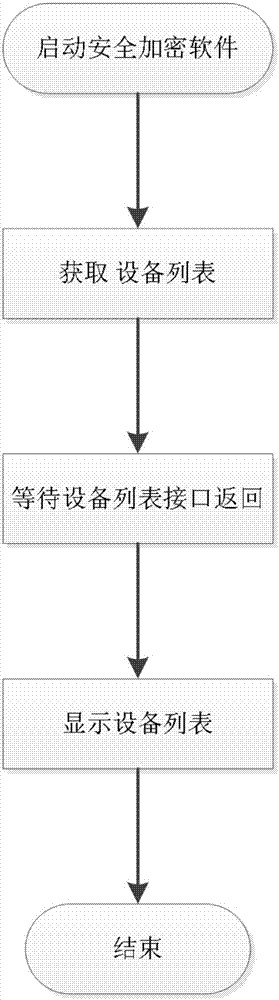 启动安全加密软件
获取 设备列表
等待设备列表接口返回
显示设备列表
结束